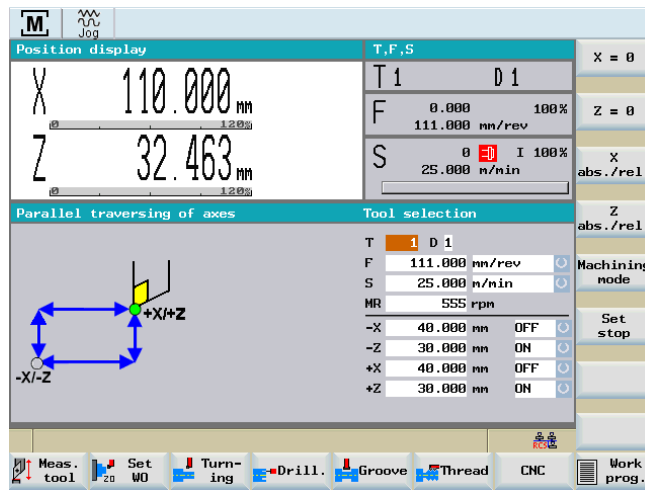 M
Jog
Position display
X 110.000 mm
0 120%
Z 32.463 mm
0 120%
T,F,S
T 1 D 1
F 0.000 100%
111.000 mm/rev
S 0 I 100%
25.000 m/min
Parallel traversing of axes
+X/+Z
-X/-Z
Tool selection
T 1 D 1
F 111.000 mm/rev
S 25.000 m/min
MR 555 rpm
-X 40.000 mm OFF
-Z 30.000 mm ON
+X 40.000 mm OFF
+Z 30.000 mm ON
X = 0
Z = 0
X
abs./rel
Z
abs./rel
Machining
mode
Set
stop
RCS
Meas.
tool
20
Set
WO
Turn-
ing
Drill.
Groove
Thread
CNC
Work
prog.